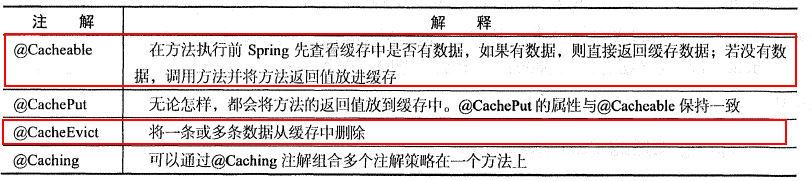 注 解 解 释
@Cacheable 在方法执行前 Spring 先查看缓存中是否有数据，如果有数据，则直接返回缓存数据；若没有数
据，调用方法并将方法返回值放进缓存
@CachePut 无论怎样，都会将方法的返回值放到缓存中。@CachePut 的属性与@Cacheable 保持一致
@CacheEvict 将一条或多条数据从缓存中删除
@Caching 可以通过@Caching 注解组合多个注解策略在一个方法上